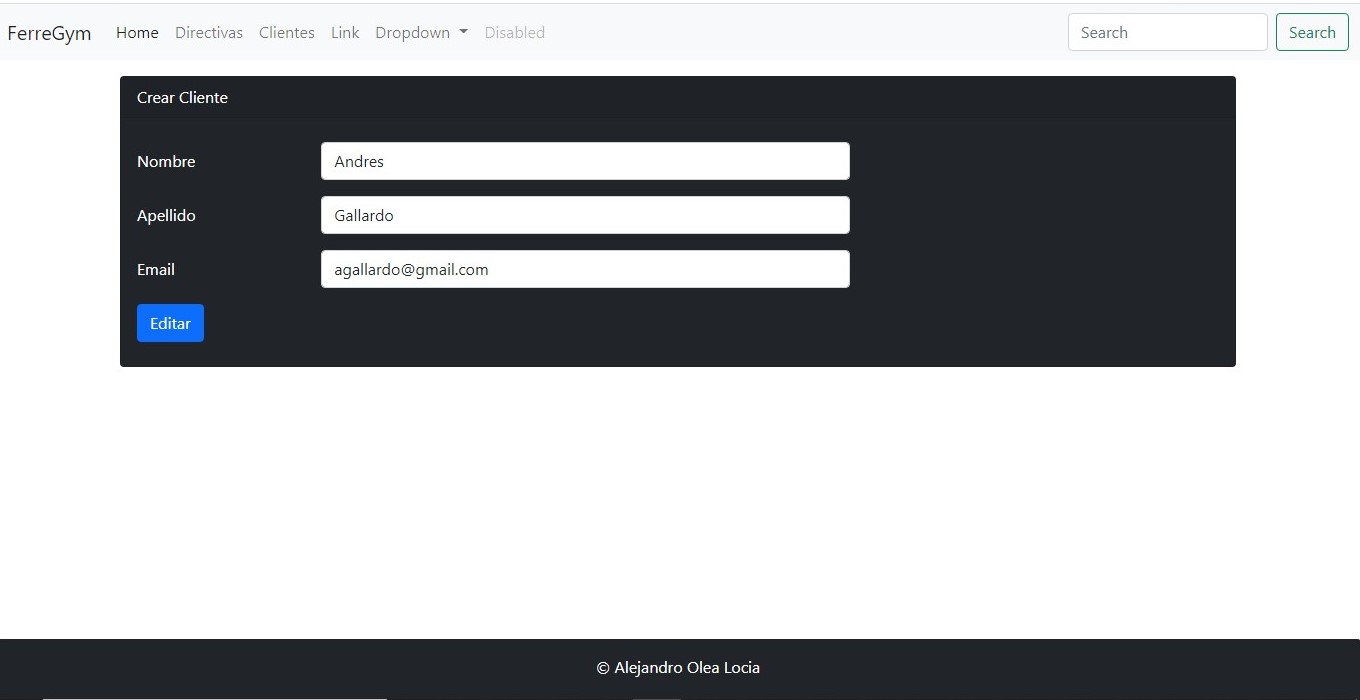 FerreGym Home Directivas Clientes Link Dropdown Disabled Search Search
Crear Cliente
Nombre Andres
Apellido Gallardo
Email agallardo@gmail.com
Editar
© Alejandro Olea Locia